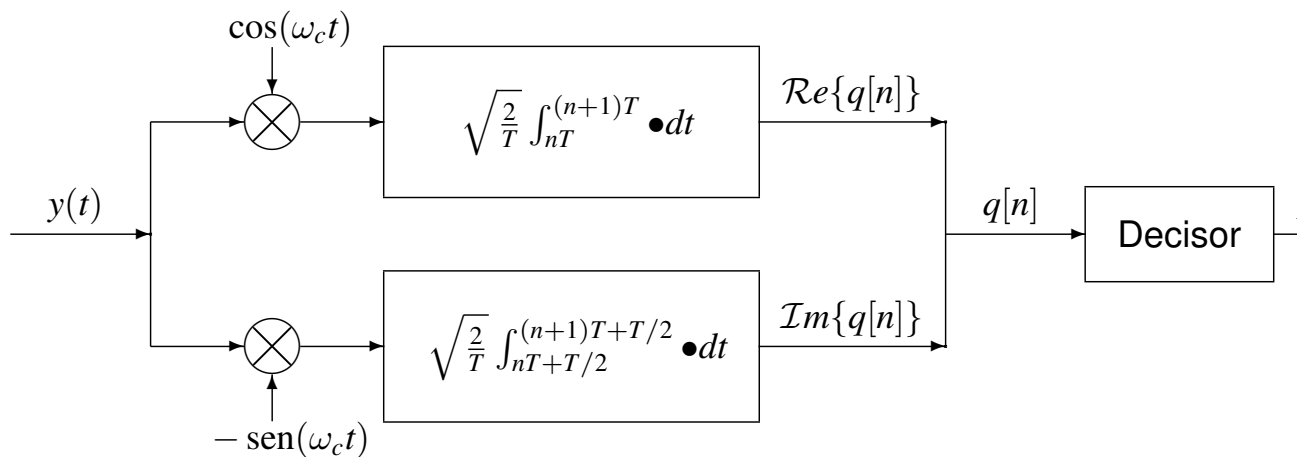 cos(ω_c t)
√(2/T) ∫_{nT}^{(n+1)T} •dt
ℛe{q[n]}
y(t)
q[n]
Decisor
√(2/T) ∫_{nT+T/2}^{(n+1)T+T/2} •dt
ℐm{q[n]}
− sen(ω_c t)